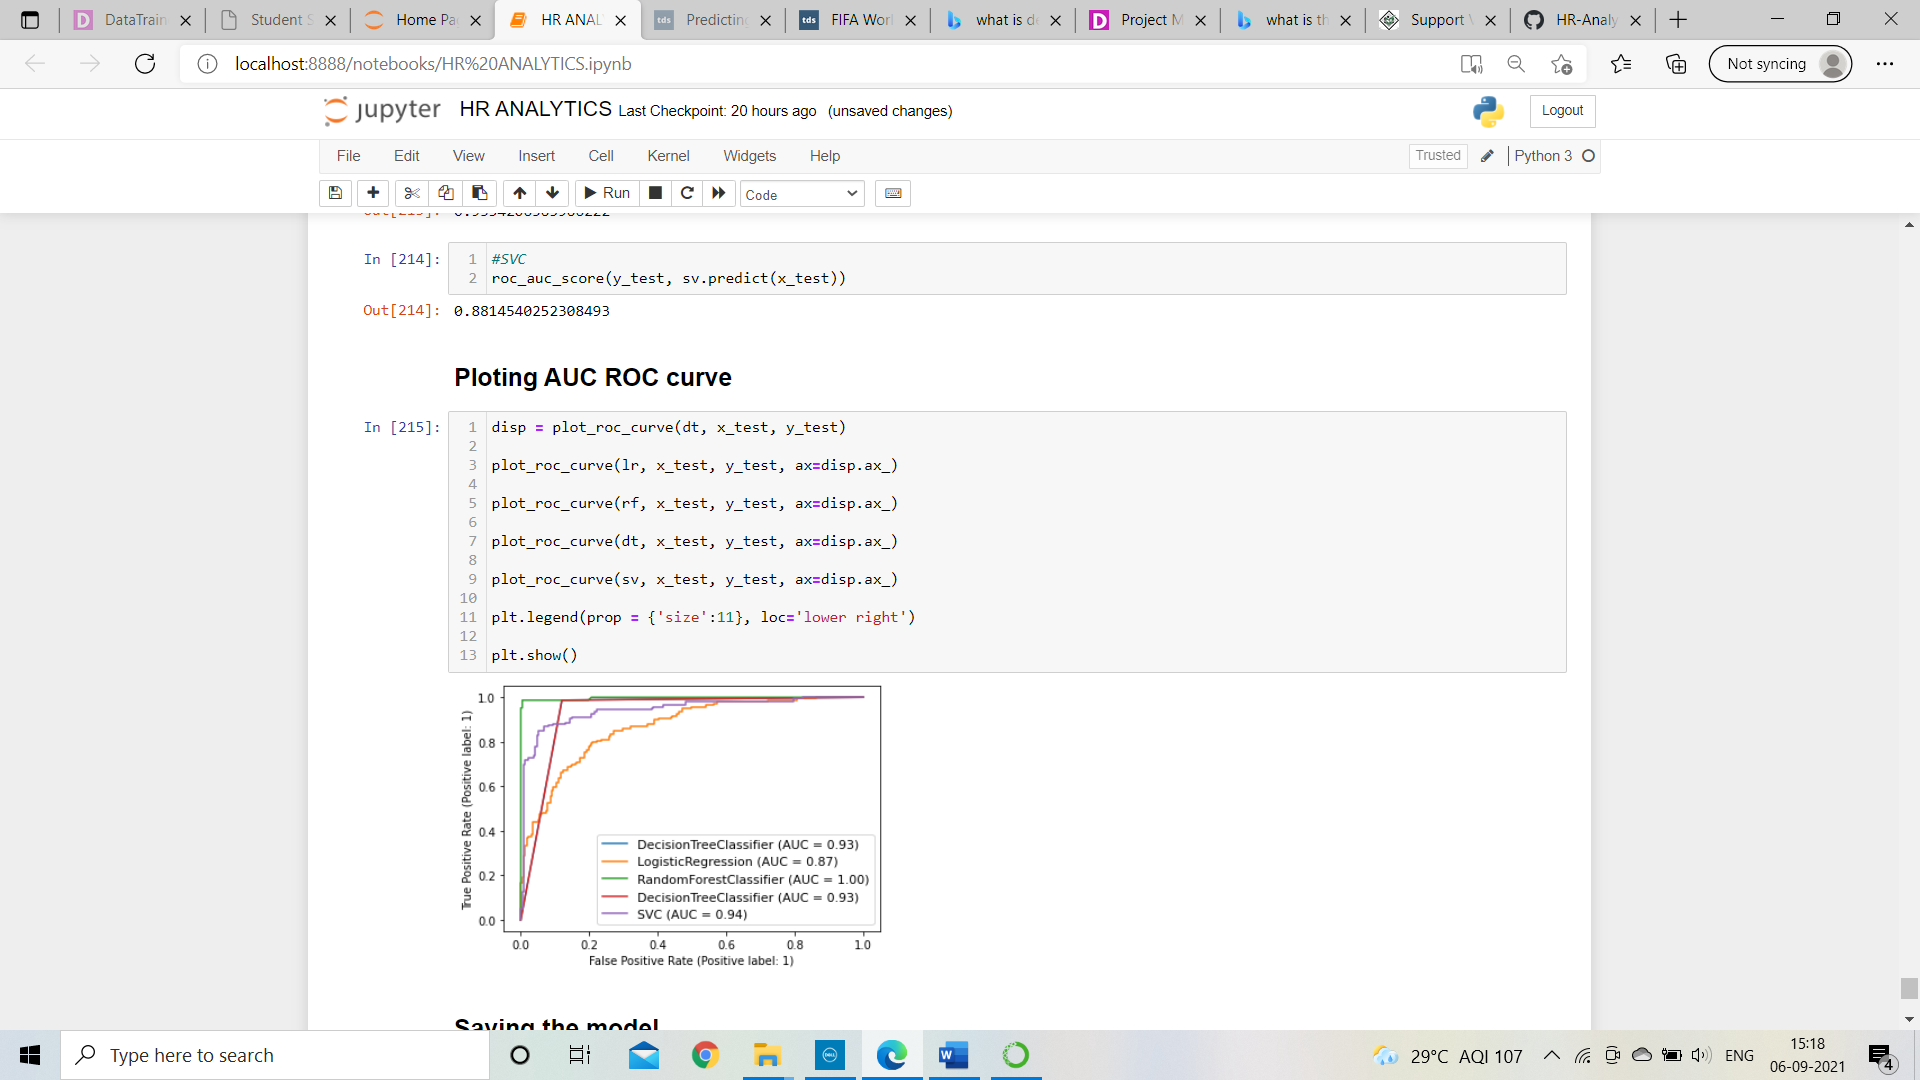 DataTrain
Student S
Home Pa
HR ANAL
tds
Predicting
tds
FIFA Worl
what is de
Project M
what is th
Support V
HR-Analy
localhost:8888/notebooks/HR%20ANALYTICS.ipynb
Not syncing
jupyter HR ANALYTICS Last Checkpoint: 20 hours ago (unsaved changes)
Logout
File Edit View Insert Cell Kernel Widgets Help
Trusted
Python 3
Run
Code
In [214]:
1 #SVC
2 roc_auc_score(y_test, sv.predict(x_test))
Out[214]: 0.8814540252308493
Ploting AUC ROC curve
In [215]:
1 disp = plot_roc_curve(dt, x_test, y_test)
2
3 plot_roc_curve(lr, x_test, y_test, ax=disp.ax_)
4
5 plot_roc_curve(rf, x_test, y_test, ax=disp.ax_)
6
7 plot_roc_curve(dt, x_test, y_test, ax=disp.ax_)
8
9 plot_roc_curve(sv, x_test, y_test, ax=disp.ax_)
10
11 plt.legend(prop = {'size':11}, loc='lower right')
12
13 plt.show()
True Positive Rate (Positive label: 1)
1.0
0.8
0.6
0.4
0.2
0.0
DecisionTreeClassifier (AUC = 0.93)
LogisticRegression (AUC = 0.87)
RandomForestClassifier (AUC = 1.00)
DecisionTreeClassifier (AUC = 0.93)
SVC (AUC = 0.94)
0.0 0.2 0.4 0.6 0.8 1.0
False Positive Rate (Positive label: 1)
Saving the model
Type here to search
29°C AQI 107
ENG
15:18
06-09-2021
4